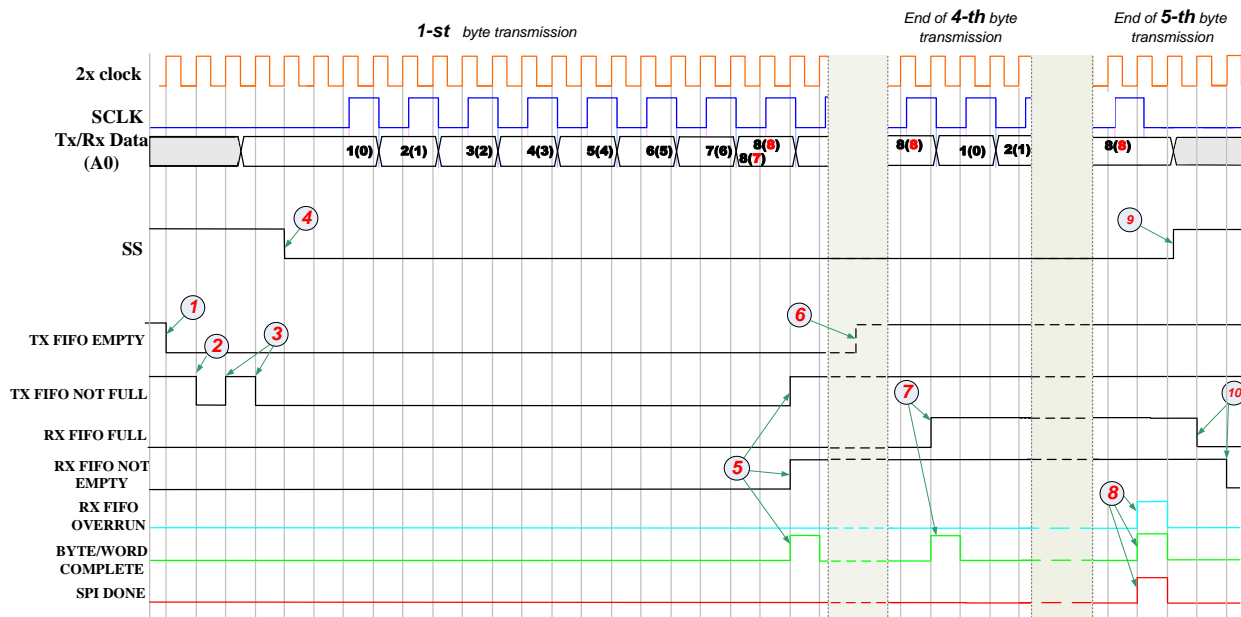 1-st byte transmission
End of 4-th byte
transmission
End of 5-th byte
transmission
2x clock
SCLK
Tx/Rx Data
(A0)
1(0) 2(1) 3(2) 4(3) 5(4) 6(5) 7(6) 8(8)
8(7)
8(8) 1(0) 2(1) 8(8)
4
9
SS
1
6
2 3
TX FIFO EMPTY
TX FIFO NOT FULL
7
10
RX FIFO FULL
5
RX FIFO NOT
EMPTY
8
RX FIFO
OVERRUN
BYTE/WORD
COMPLETE
SPI DONE